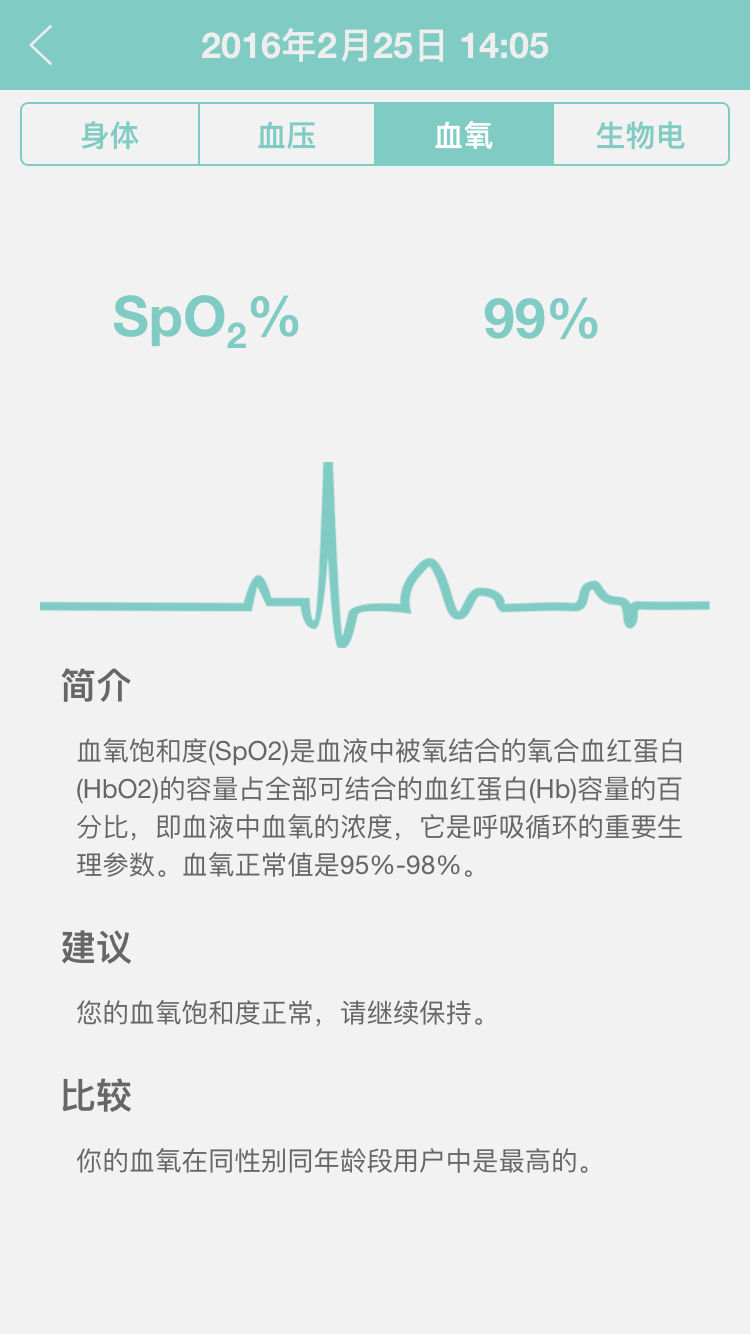 2016年2月25日 14:05
身体 血压 血氧 生物电
SpO₂% 99%
简介
血氧饱和度(SpO2)是血液中被氧结合的氧合血红蛋白
(HbO2)的容量占全部可结合的血红蛋白(Hb)容量的百
分比，即血液中血氧的浓度，它是呼吸循环的重要生
理参数。血氧正常值是95%-98%。
建议
您的血氧饱和度正常，请继续保持。
比较
你的血氧在同性别同年龄段用户中是最高的。